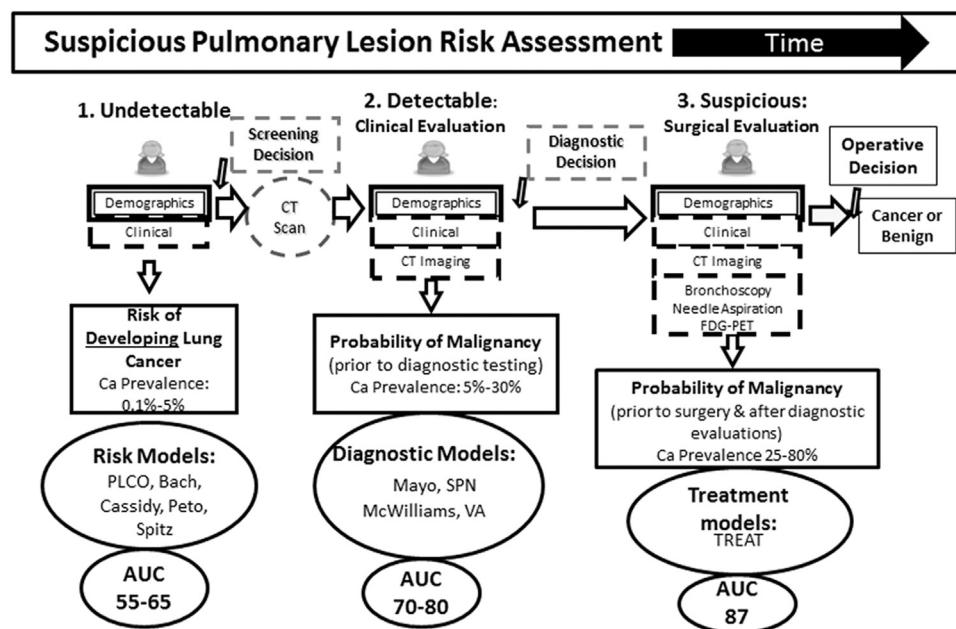 Suspicious Pulmonary Lesion Risk Assessment
Time
1. Undetectable
Screening
Decision
2. Detectable:
Clinical Evaluation
Diagnostic
Decision
3. Suspicious:
Surgical Evaluation
Operative
Decision
Cancer or
Benign
Demographics
Clinical
CT
Scan
Demographics
Clinical
CT Imaging
Demographics
Clinical
CT Imaging
Bronchoscopy
Needle Aspiration
FDG-PET
Risk of
Developing Lung
Cancer
Ca Prevalence:
0.1%-5%
Probability of Malignancy
(prior to diagnostic testing)
Ca Prevalence: 5%-30%
Probability of Malignancy
(prior to surgery & after diagnostic
evaluations)
Ca Prevalence 25-80%
Risk Models:
PLCO, Bach,
Cassidy, Peto,
Spitz
Diagnostic Models:
Mayo, SPN
McWilliams, VA
Treatment
models:
TREAT
AUC
55-65
AUC
70-80
AUC
87